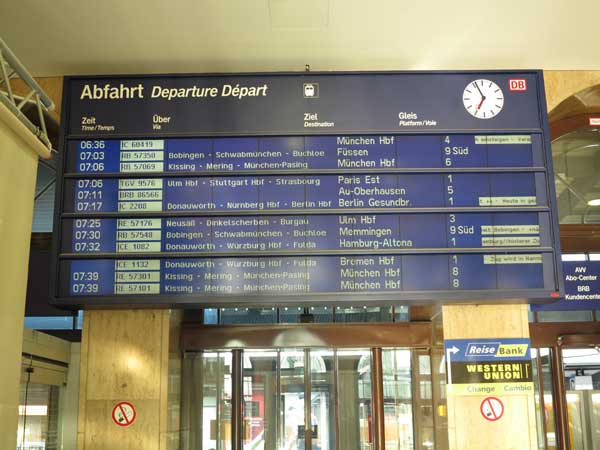 Abfahrt Departure Départ
DB
Zeit Über Ziel Gleis
Time/Temps Via Destination Platform/Voie
06:36 IC 60419 München Hbf 4
07:03 RB 57350 Bobingen - Schwabmünchen - Buchloe Füssen 9 Süd
07:06 RB 57069 Kissing - Mering - München-Pasing München Hbf 6
07:06 TGV 9576 Ulm Hbf - Stuttgart Hbf - Strasbourg Paris Est 1
07:11 BRB 86566 Au-Oberhausen 5
07:17 IC 2208 Donauwörth - Nürnberg Hbf - Berlin Hbf Berlin Gesundbr. 1
07:25 RE 57176 Neusäß - Dinkelscherben - Burgau Ulm Hbf 3
07:30 RB 57548 Bobingen - Schwabmünchen - Buchloe Memmingen 9 Süd
07:32 ICE 1082 Donauwörth - Würzburg Hbf - Fulda Hamburg-Altona 1
ICE 1132 Donauwörth - Würzburg Hbf - Fulda Bremen Hbf 1
07:39 RE 57301 Kissing - Mering - München-Pasing München Hbf 8
07:39 RE 57181 Kissing - Mering - München-Pasing München Hbf 8
AVV
Abo-Center
BRB
Kundencenter
ReiseBank
WESTERN
UNION
Change Cambio